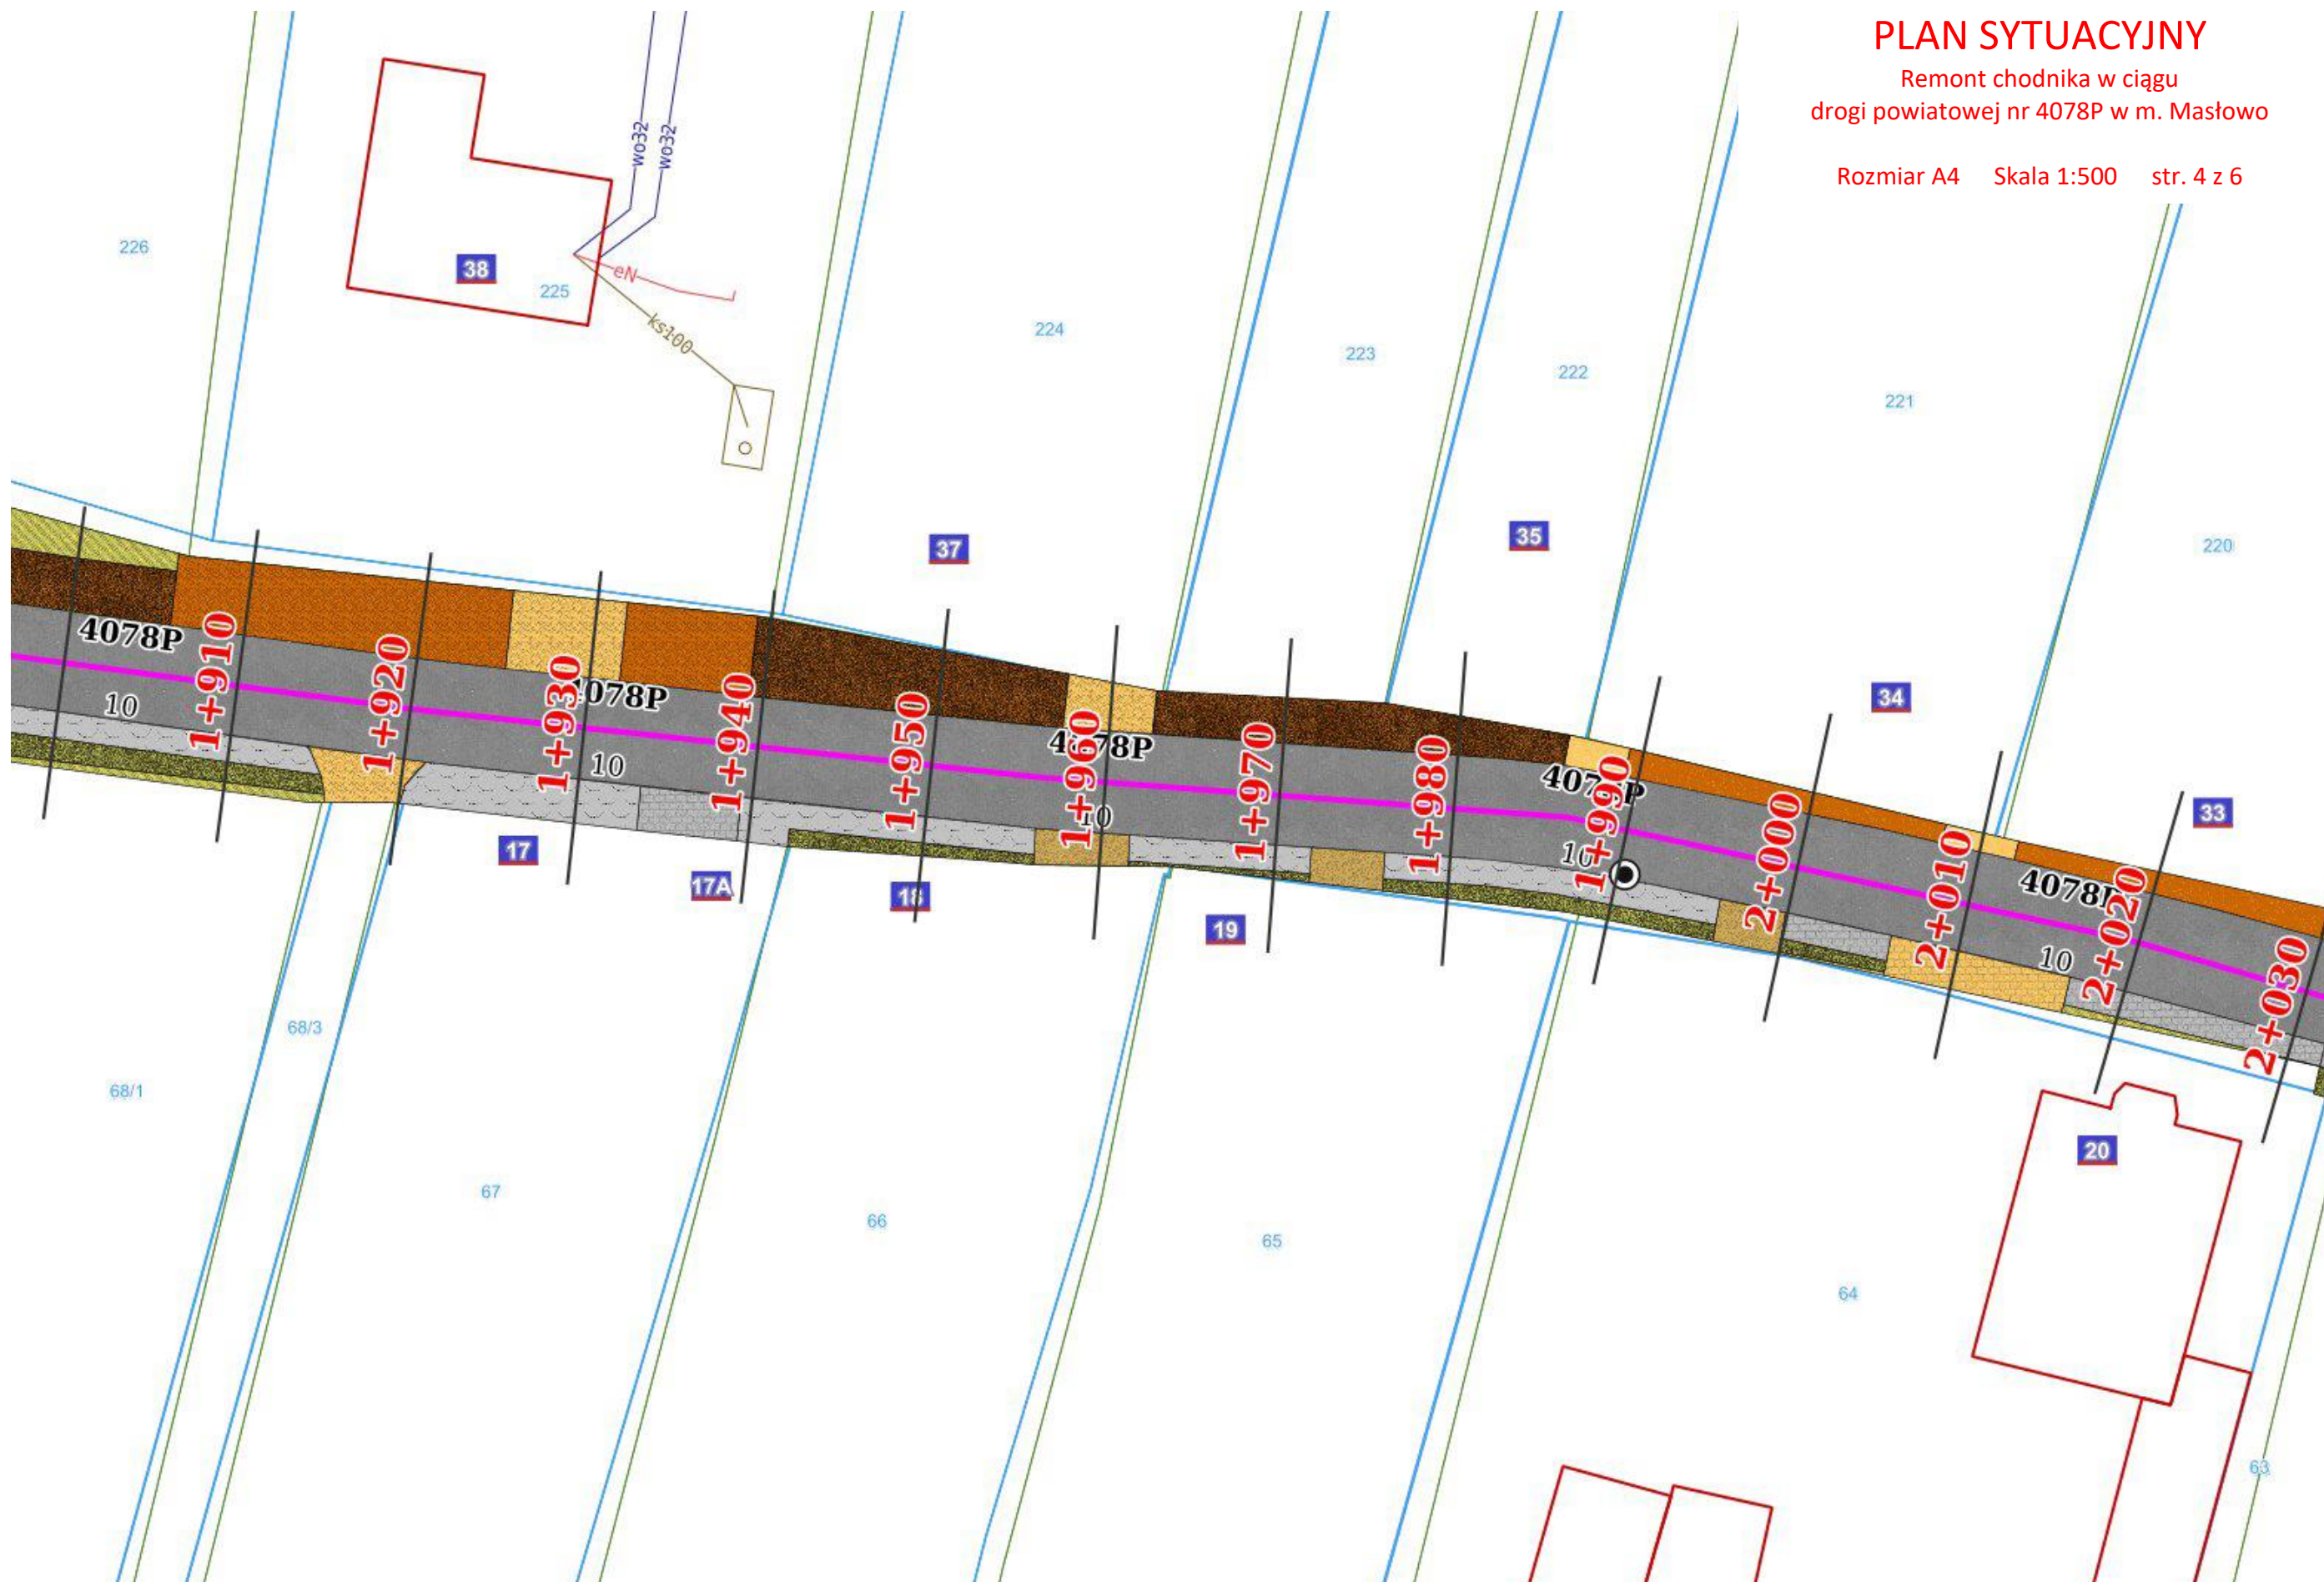 PLAN SYTUACYJNY
Remont chodnika w ciągu
drogi powiatowej nr 4078P w m. Masłowo
Rozmiar A4 Skala 1:500 str. 4 z 6
wo32
wo32
226
38
225
eN
ks100
224
223
222
221
220
37
35
34
33
4078P
4078P
4078P
4078P
4078P
10
10
10
10
10
1+910
1+920
1+930
1+940
1+950
1+960
1+970
1+980
1+990
2+000
2+010
2+020
2+030
17
17A
18
19
20
68/3
68/1
67
66
65
64
63